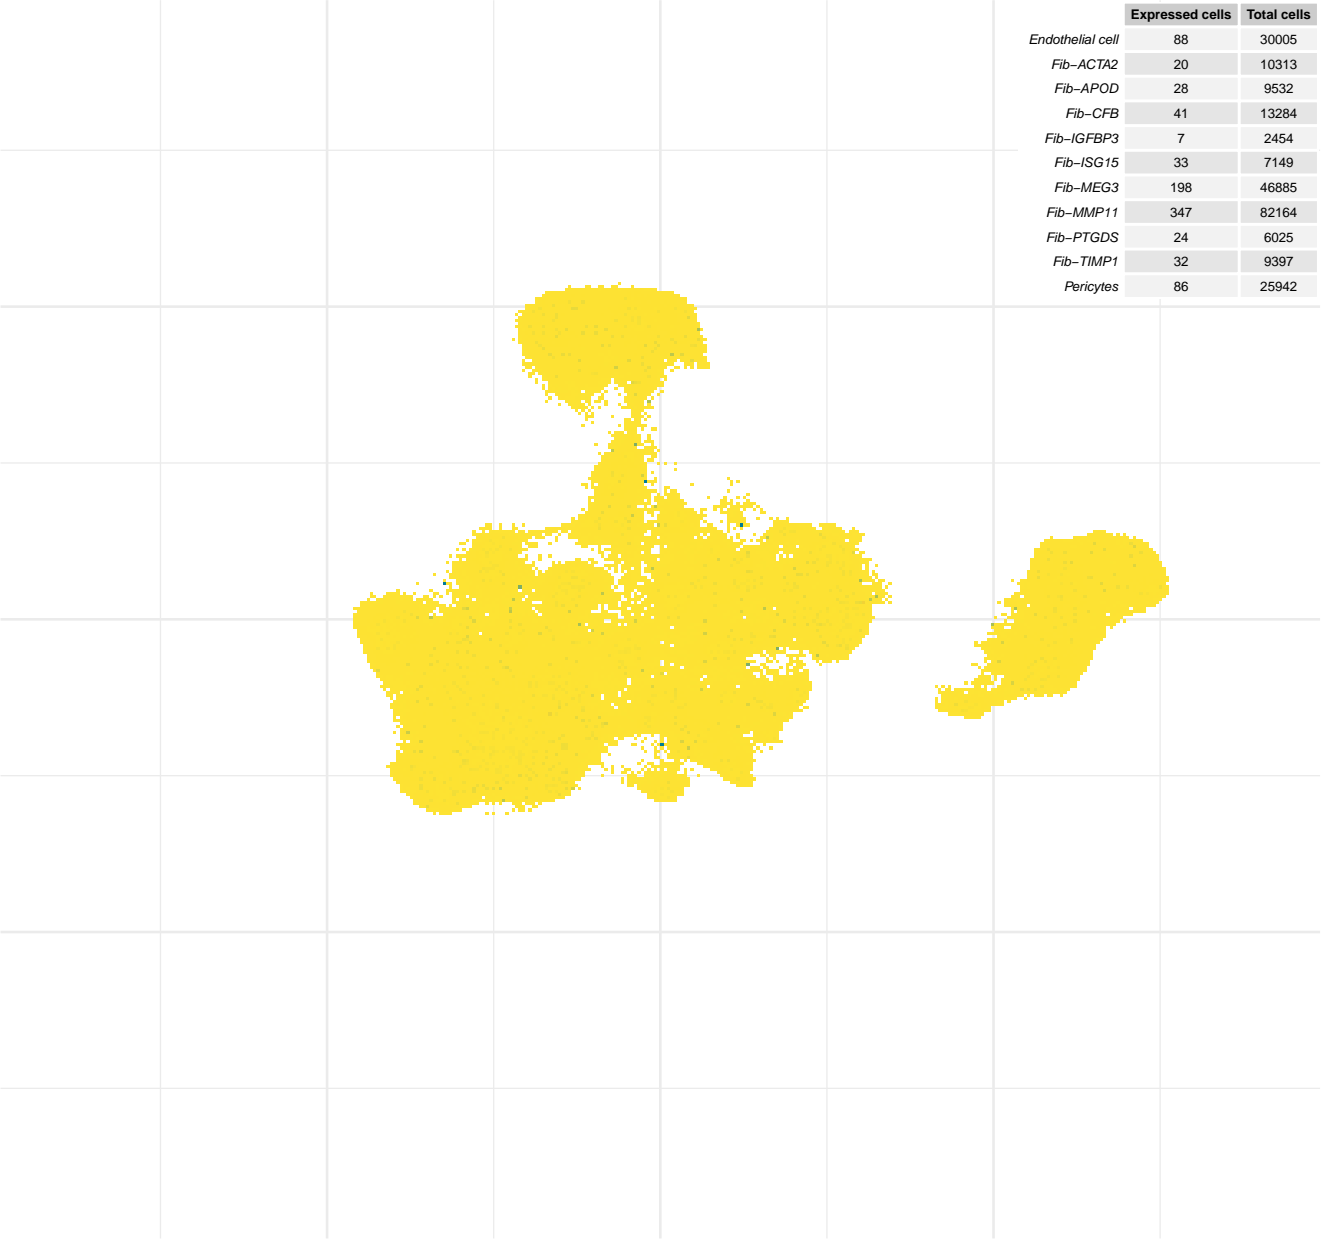 Expressed cells Total cells
Endothelial cell 88 30005
Fib−ACTA2 20 10313
Fib−APOD 28 9532
Fib−CFB 41 13284
Fib−IGFBP3 7 2454
Fib−ISG15 33 7149
Fib−MEG3 198 46885
Fib−MMP11 347 82164
Fib−PTGDS 24 6025
Fib−TIMP1 32 9397
Pericytes 86 25942